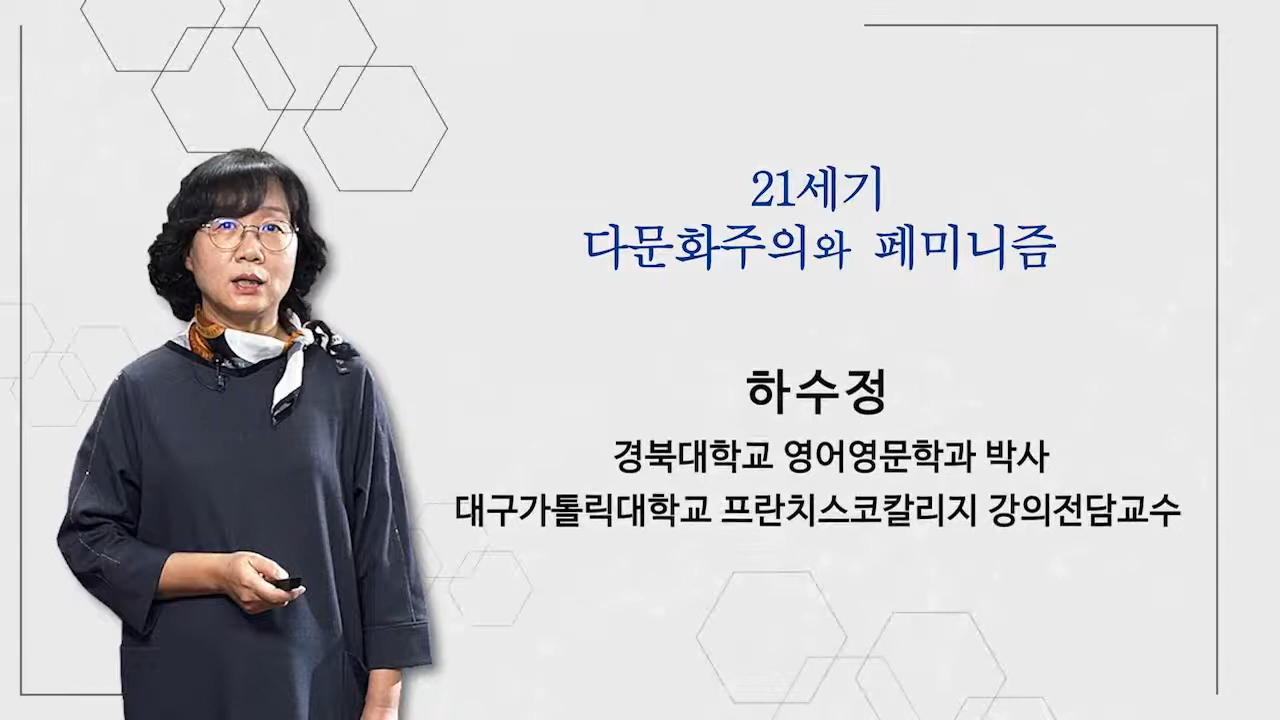 21세기
다문화주의와 페미니즘
하수정
경북대학교 영어영문학과 박사
대구가톨릭대학교 프란치스코칼리지 강의전담교수